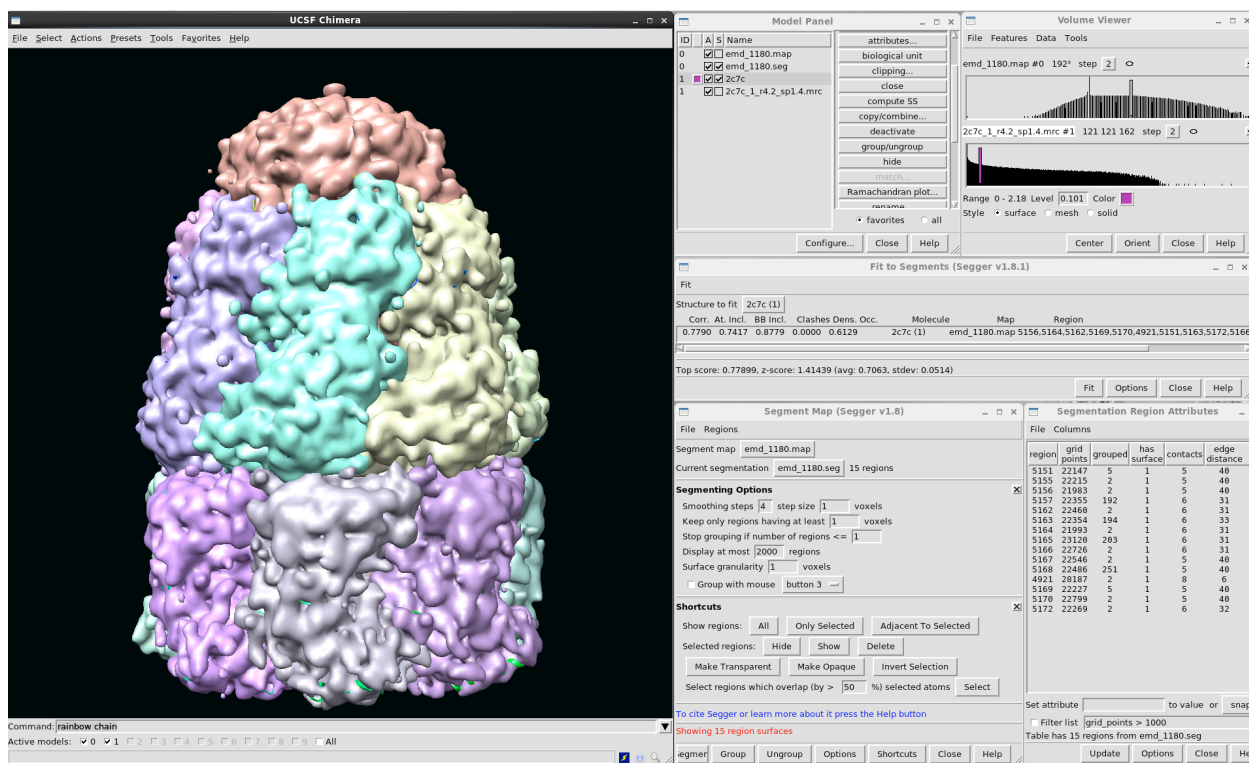 UCSF Chimera
File Select Actions Presets Tools Favorites Help
Command: rainbow chain
Active models: 0 1 2 3 4 5 6 7 8 9 All
Model Panel
ID A S Name
0 emd_1180.map
0 emd_1180.seg
1 2c7c
1 2c7c_1_r4.2_sp1.4.mrc
attributes...
biological unit
clipping...
close
compute SS
copy/combine...
deactivate
group/ungroup
hide
match...
Ramachandran plot...
rename
favorites all
Configure... Close Help
Volume Viewer
File Features Data Tools
emd_1180.map #0 192³ step 2
2c7c_1_r4.2_sp1.4.mrc #1 121 121 162 step 2
Range 0 - 2.18 Level 0.101 Color
Style surface mesh solid
Center Orient Close Help
Fit to Segments (Segger v1.8.1)
Fit
Structure to fit 2c7c (1)
Corr. At. Incl. BB Incl. Clashes Dens. Occ. Molecule Map Region
0.7790 0.7417 0.8779 0.0000 0.6129 2c7c (1) emd_1180.map 5156,5164,5162,5169,5170,4921,5151,5163,5172,5166
Top score: 0.77899, z-score: 1.41439 (avg: 0.7063, stdev: 0.0514)
Fit Options Close Help
Segment Map (Segger v1.8)
File Regions
Segment map emd_1180.map
Current segmentation emd_1180.seg 15 regions
Segmenting Options
Smoothing steps 4 step size 1 voxels
Keep only regions having at least 1 voxels
Stop grouping if number of regions <= 1
Display at most 2000 regions
Surface granularity 1 voxels
Group with mouse button 3
Shortcuts
Show regions: All Only Selected Adjacent To Selected
Selected regions: Hide Show Delete
Make Transparent Make Opaque Invert Selection
Select regions which overlap (by > 50 %) selected atoms Select
To cite Segger or learn more about it press the Help button
Showing 15 region surfaces
egmer Group Ungroup Options Shortcuts Close Help
Segmentation Region Attributes
File Columns
region grid points grouped has surface contacts edge distance
5151 22147 5 1 5 40
5155 22215 2 1 5 40
5156 21983 2 1 5 40
5157 22355 192 1 6 31
5162 22460 2 1 6 31
5163 22354 194 1 6 33
5164 21993 2 1 6 31
5165 23120 203 1 6 31
5166 22726 2 1 6 31
5167 22546 2 1 5 40
5168 22486 251 1 5 40
4921 28187 2 1 8 6
5169 22227 5 1 5 40
5170 22799 2 1 5 40
5172 22269 2 1 6 32
Set attribute to value or snap
Filter list grid_points > 1000
Table has 15 regions from emd_1180.seg
Update Options Close He